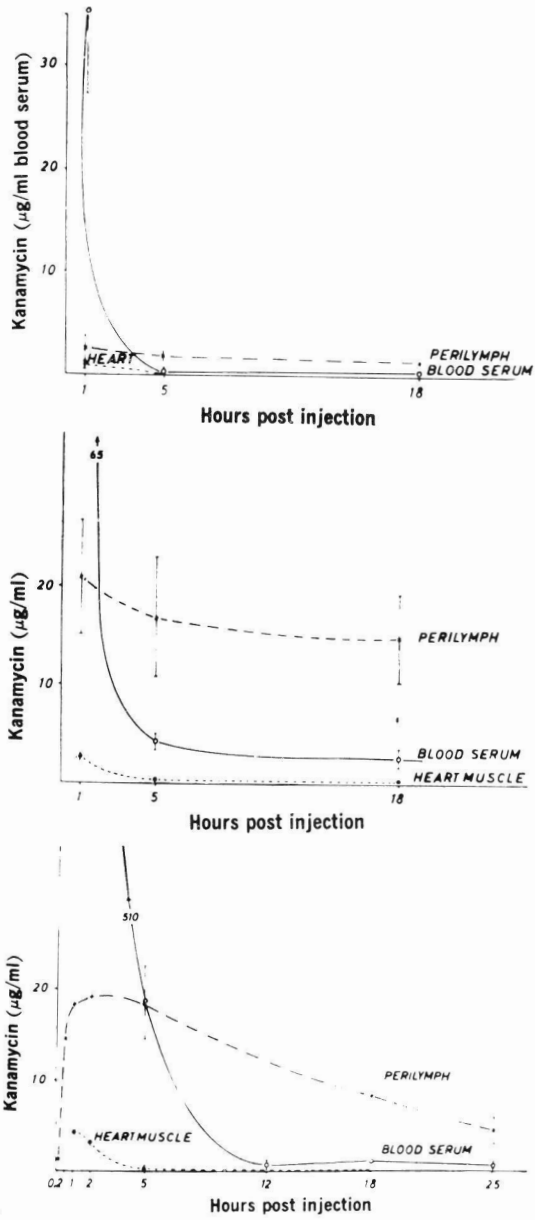 Kanamycin (μg/ml blood serum)
30
20
10
HEART
PERILYMPH
BLOOD SERUM
1 5 18
Hours post injection
65
Kanamycin (μg/ml)
20
10
PERILYMPH
BLOOD SERUM
HEART MUSCLE
1 5 18
Hours post injection
510
Kanamycin (μg/ml)
20
10
PERILYMPH
HEART MUSCLE
BLOOD SERUM
0.2 1 2 5 12 18 25
Hours post injection